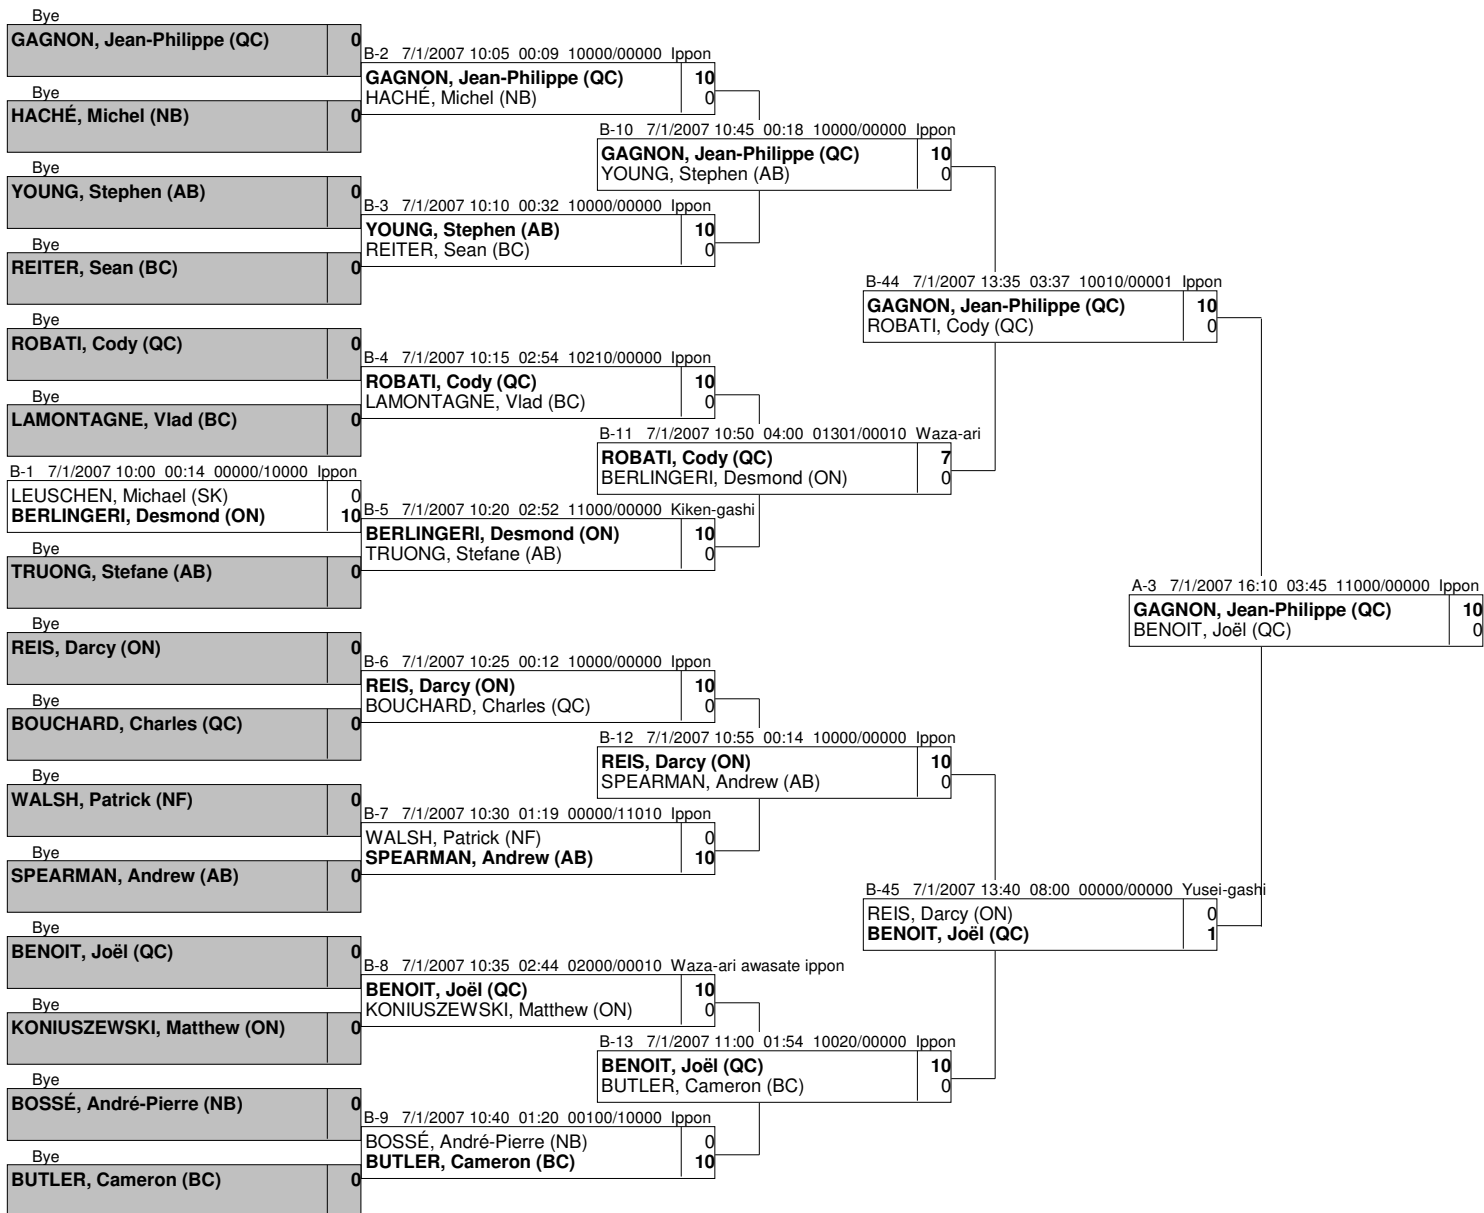 Bye
GAGNON, Jean-Philippe (QC) 0
Bye
HACHÉ, Michel (NB) 0
Bye
YOUNG, Stephen (AB) 0
Bye
REITER, Sean (BC) 0
Bye
ROBATI, Cody (QC) 0
Bye
LAMONTAGNE, Vlad (BC) 0
B-1 7/1/2007 10:00 00:14 00000/10000 Ippon
LEUSCHEN, Michael (SK) 0
BERLINGERI, Desmond (ON) 10
Bye
TRUONG, Stefane (AB) 0
Bye
REIS, Darcy (ON) 0
Bye
BOUCHARD, Charles (QC) 0
Bye
WALSH, Patrick (NF) 0
Bye
SPEARMAN, Andrew (AB) 0
Bye
BENOIT, Joël (QC) 0
Bye
KONIUSZEWSKI, Matthew (ON) 0
Bye
BOSSÉ, André-Pierre (NB) 0
Bye
BUTLER, Cameron (BC) 0
B-2 7/1/2007 10:05 00:09 10000/00000 Ippon
GAGNON, Jean-Philippe (QC) 10
HACHÉ, Michel (NB) 0
B-3 7/1/2007 10:10 00:32 10000/00000 Ippon
YOUNG, Stephen (AB) 10
REITER, Sean (BC) 0
B-4 7/1/2007 10:15 02:54 10210/00000 Ippon
ROBATI, Cody (QC) 10
LAMONTAGNE, Vlad (BC) 0
B-5 7/1/2007 10:20 02:52 11000/00000 Kiken-gashi
BERLINGERI, Desmond (ON) 10
TRUONG, Stefane (AB) 0
B-6 7/1/2007 10:25 00:12 10000/00000 Ippon
REIS, Darcy (ON) 10
BOUCHARD, Charles (QC) 0
B-7 7/1/2007 10:30 01:19 00000/11010 Ippon
WALSH, Patrick (NF) 0
SPEARMAN, Andrew (AB) 10
B-8 7/1/2007 10:35 02:44 02000/00010 Waza-ari awasate ippon
BENOIT, Joël (QC) 10
KONIUSZEWSKI, Matthew (ON) 0
B-9 7/1/2007 10:40 01:20 00100/10000 Ippon
BOSSÉ, André-Pierre (NB) 0
BUTLER, Cameron (BC) 10
B-10 7/1/2007 10:45 00:18 10000/00000 Ippon
GAGNON, Jean-Philippe (QC) 10
YOUNG, Stephen (AB) 0
B-11 7/1/2007 10:50 04:00 01301/00010 Waza-ari
ROBATI, Cody (QC) 7
BERLINGERI, Desmond (ON) 0
B-12 7/1/2007 10:55 00:14 10000/00000 Ippon
REIS, Darcy (ON) 10
SPEARMAN, Andrew (AB) 0
B-13 7/1/2007 11:00 01:54 10020/00000 Ippon
BENOIT, Joël (QC) 10
BUTLER, Cameron (BC) 0
B-44 7/1/2007 13:35 03:37 10010/00001 Ippon
GAGNON, Jean-Philippe (QC) 10
ROBATI, Cody (QC) 0
B-45 7/1/2007 13:40 08:00 00000/00000 Yusei-gashi
REIS, Darcy (ON) 0
BENOIT, Joël (QC) 1
A-3 7/1/2007 16:10 03:45 11000/00000 Ippon
GAGNON, Jean-Philippe (QC) 10
BENOIT, Joël (QC) 0